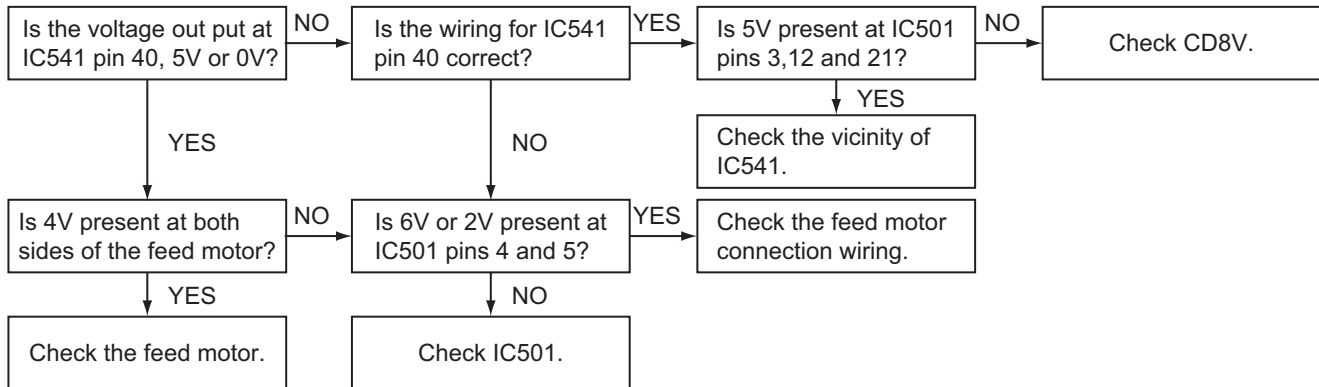 Is the voltage out put at
IC541 pin 40, 5V or 0V?
NO
Is the wiring for IC541
pin 40 correct?
YES
Is 5V present at IC501
pins 3,12 and 21?
NO
Check CD8V.
YES
NO
YES
Check the vicinity of
IC541.
Is 4V present at both
sides of the feed motor?
NO
Is 6V or 2V present at
IC501 pins 4 and 5?
YES
Check the feed motor
connection wiring.
YES
NO
Check the feed motor.
Check IC501.